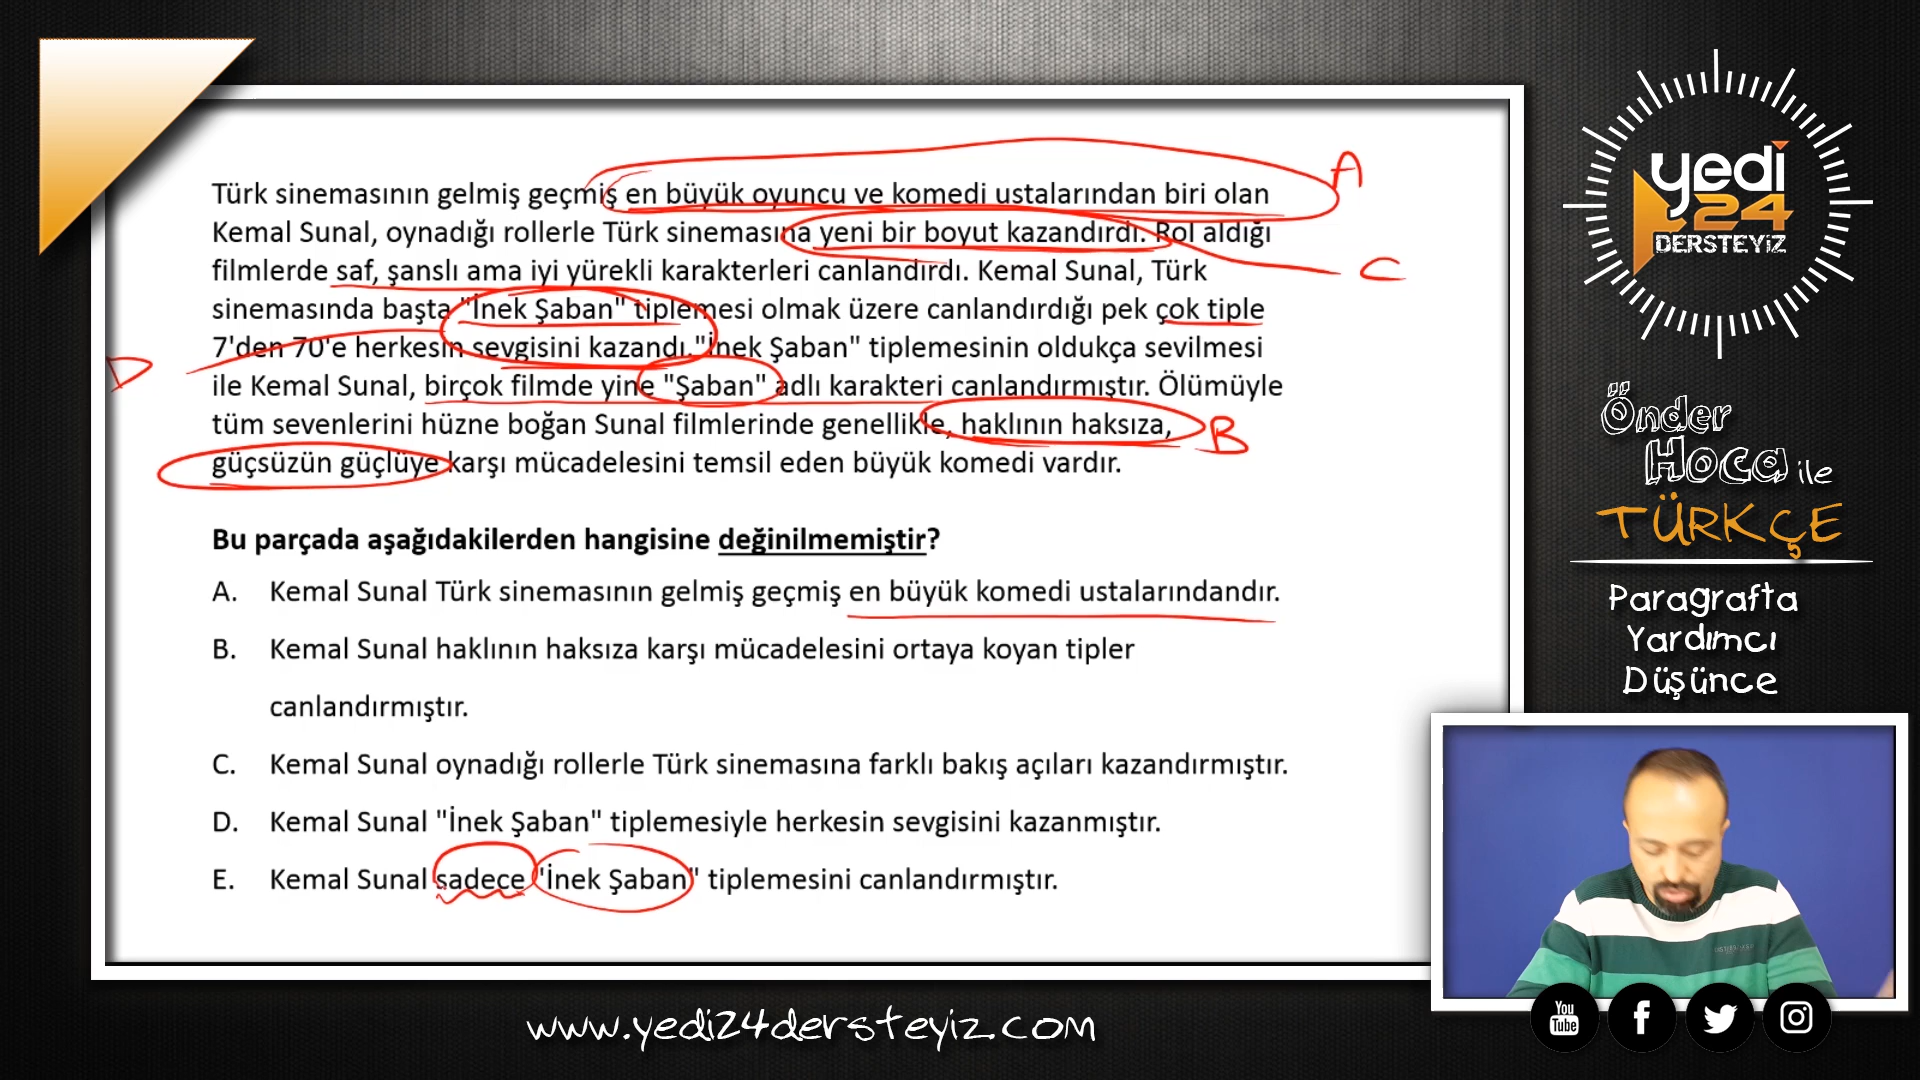 Türk sinemasının gelmiş geçmiş en büyük oyuncu ve komedi ustalarından biri olan
Kemal Sunal, oynadığı rollerle Türk sinemasına yeni bir boyut kazandırdı. Rol aldığı
filmlerde saf, şanslı ama iyi yürekli karakterleri canlandırdı. Kemal Sunal, Türk
sinemasında başta "İnek Şaban" tiplemesi olmak üzere canlandırdığı pek çok tiple
7'den 70'e herkesin sevgisini kazandı."İnek Şaban" tiplemesinin oldukça sevilmesi
ile Kemal Sunal, birçok filmde yine "Şaban" adlı karakteri canlandırmıştır. Ölümüyle
tüm sevenlerini hüzne boğan Sunal filmlerinde genellikle, haklının haksıza,
güçsüzün güçlüye karşı mücadelesini temsil eden büyük komedi vardır.
A
C
D
B
Bu parçada aşağıdakilerden hangisine değinilmemiştir?
A. Kemal Sunal Türk sinemasının gelmiş geçmiş en büyük komedi ustalarındandır.
B. Kemal Sunal haklının haksıza karşı mücadelesini ortaya koyan tipler
canlandırmıştır.
C. Kemal Sunal oynadığı rollerle Türk sinemasına farklı bakış açıları kazandırmıştır.
D. Kemal Sunal "İnek Şaban" tiplemesiyle herkesin sevgisini kazanmıştır.
E. Kemal Sunal sadece "İnek Şaban" tiplemesini canlandırmıştır.
yedi
24
DERSTEYİZ
Önder
Hoca ile
TÜRKÇE
Paragrafta
Yardımcı
Düşünce
www.yedi24dersteyiz.com
You
Tube